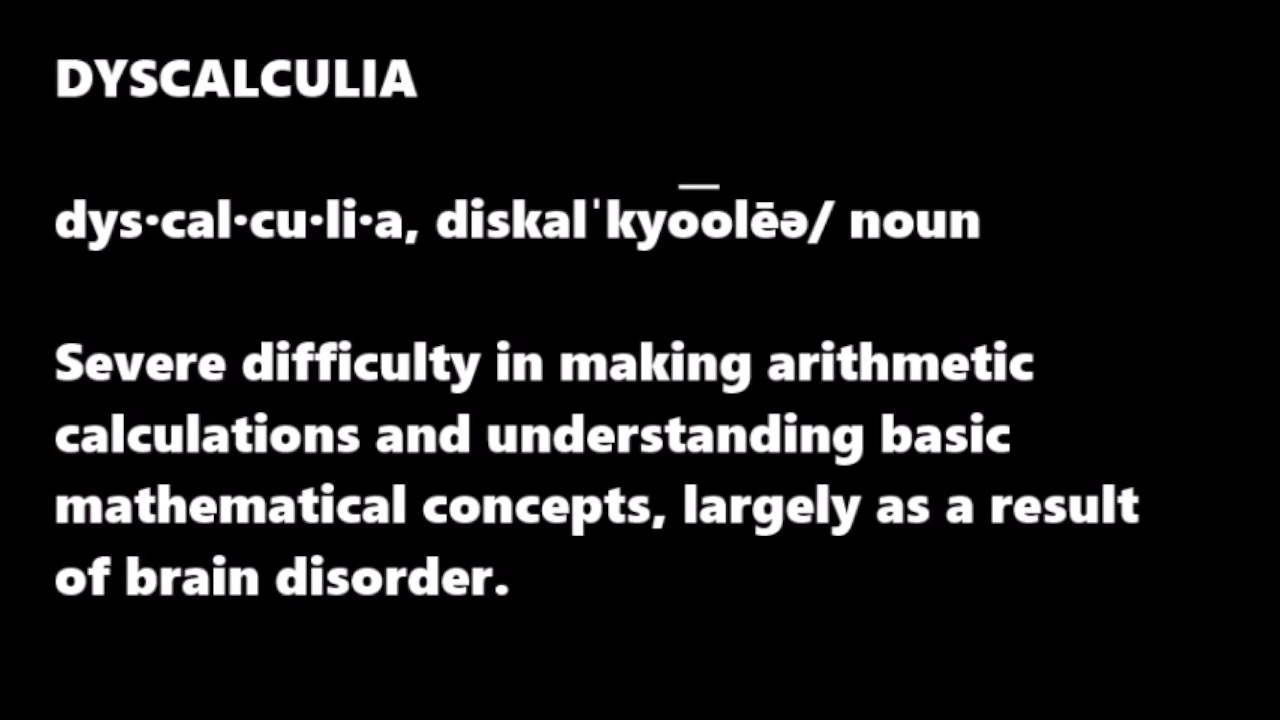 DYSCALCULIA
dys·cal·cu·li·a, diskalˈkyo͞olēə/ noun
Severe difficulty in making arithmetic
calculations and understanding basic
mathematical concepts, largely as a result
of brain disorder.